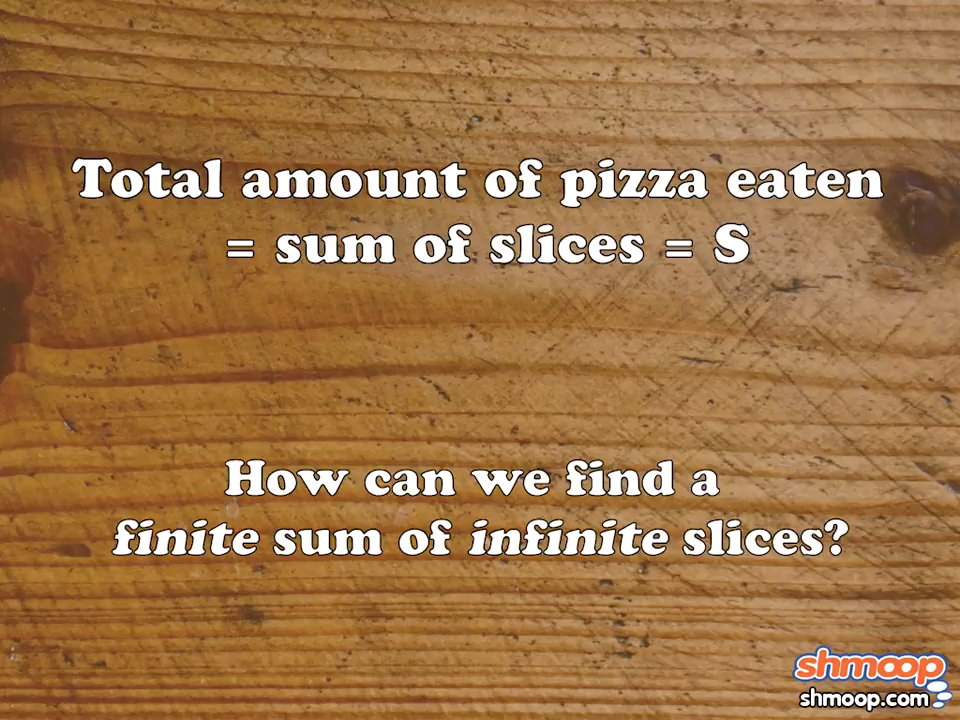 Total amount of pizza eaten
= sum of slices = S
How can we find a
finite sum of infinite slices?
shmoop
shmoop.com